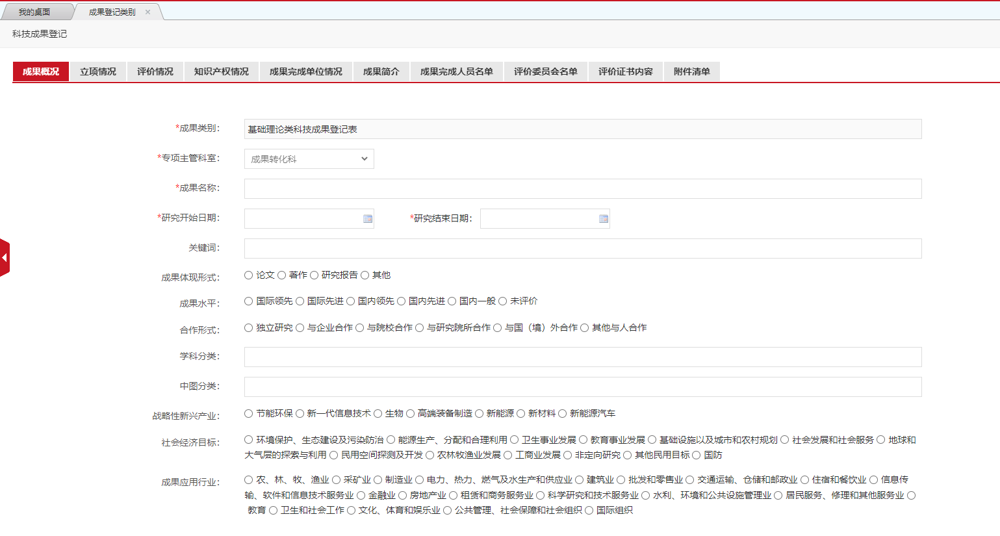 我的桌面 成果登记类别 ×
科技成果登记
成果概况 立项情况 评价情况 知识产权情况 成果完成单位情况 成果简介 成果完成人员名单 评价委员会名单 评价证书内容 附件清单
*成果类别： 基础理论类科技成果登记表
*专项主管科室： 成果转化科
*成果名称：
*研究开始日期： *研究结束日期：
关键词：
成果体现形式： 论文 著作 研究报告 其他
成果水平： 国际领先 国际先进 国内领先 国内先进 国内一般 未评价
合作形式： 独立研究 与企业合作 与院校合作 与研究院所合作 与国（境）外合作 其他与人合作
学科分类：
中图分类：
战略性新兴产业： 节能环保 新一代信息技术 生物 高端装备制造 新能源 新材料 新能源汽车
社会经济目标： 环境保护、生态建设及污染防治 能源生产、分配和合理利用 卫生事业发展 教育事业发展 基础设施以及城市和农村规划 社会发展和社会服务 地球和
大气层的探索与利用 民用空间探测及开发 农林牧渔业发展 工商业发展 非定向研究 其他民用目标 国防
成果应用行业： 农、林、牧、渔业 采矿业 制造业 电力、热力、燃气及水生产和供应业 建筑业 批发和零售业 交通运输、仓储和邮政业 住宿和餐饮业 信息传
输、软件和信息技术服务业 金融业 房地产业 租赁和商务服务业 科学研究和技术服务业 水利、环境和公共设施管理业 居民服务、修理和其他服务业
教育 卫生和社会工作 文化、体育和娱乐业 公共管理、社会保障和社会组织 国际组织